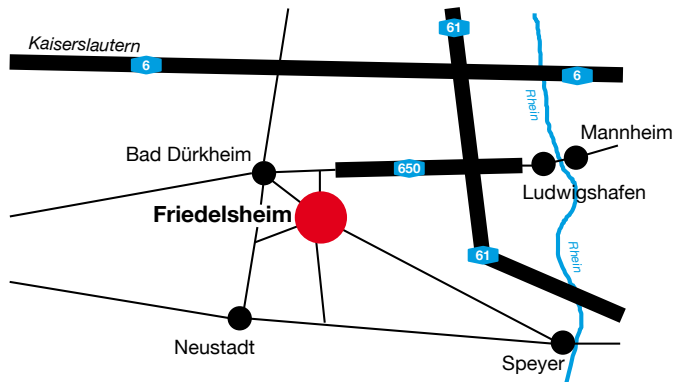 61
Kaiserslautern
6
6
Rhein
Mannheim
Bad Dürkheim
650
Ludwigshafen
Friedelsheim
61
Rhein
Neustadt
Speyer